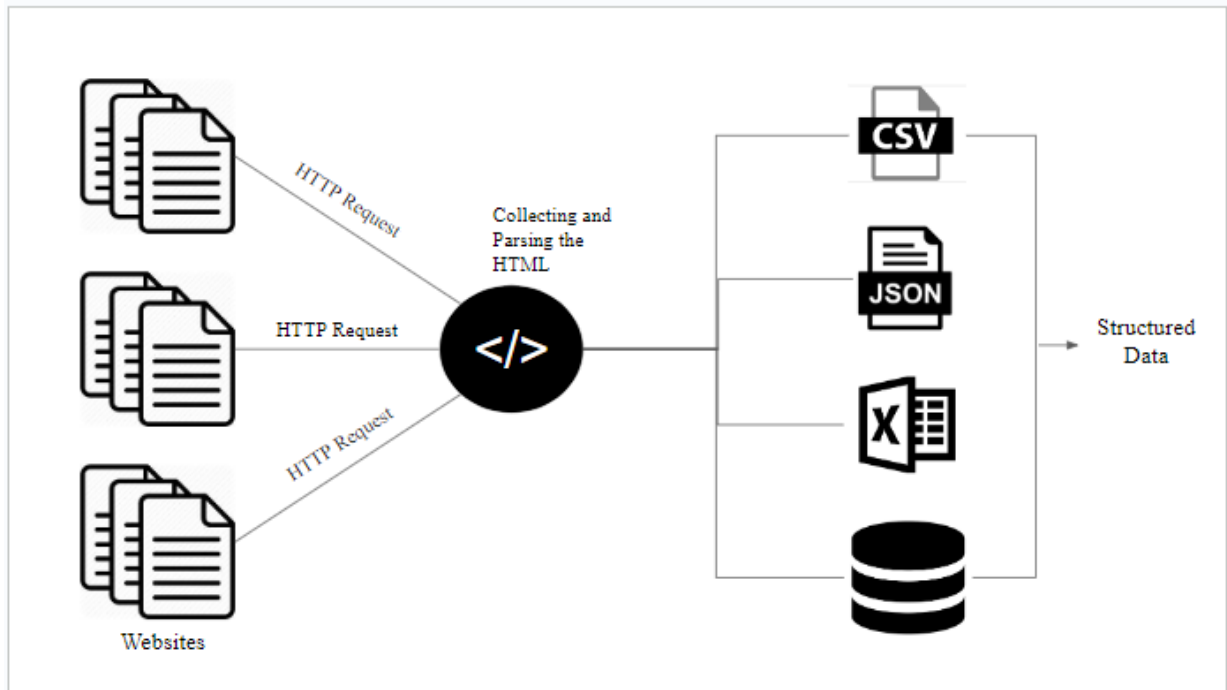 HTTP Request
HTTP Request
HTTP Request
Websites
Collecting and
Parsing the
HTML
</>
CSV
JSON
X
Structured
Data